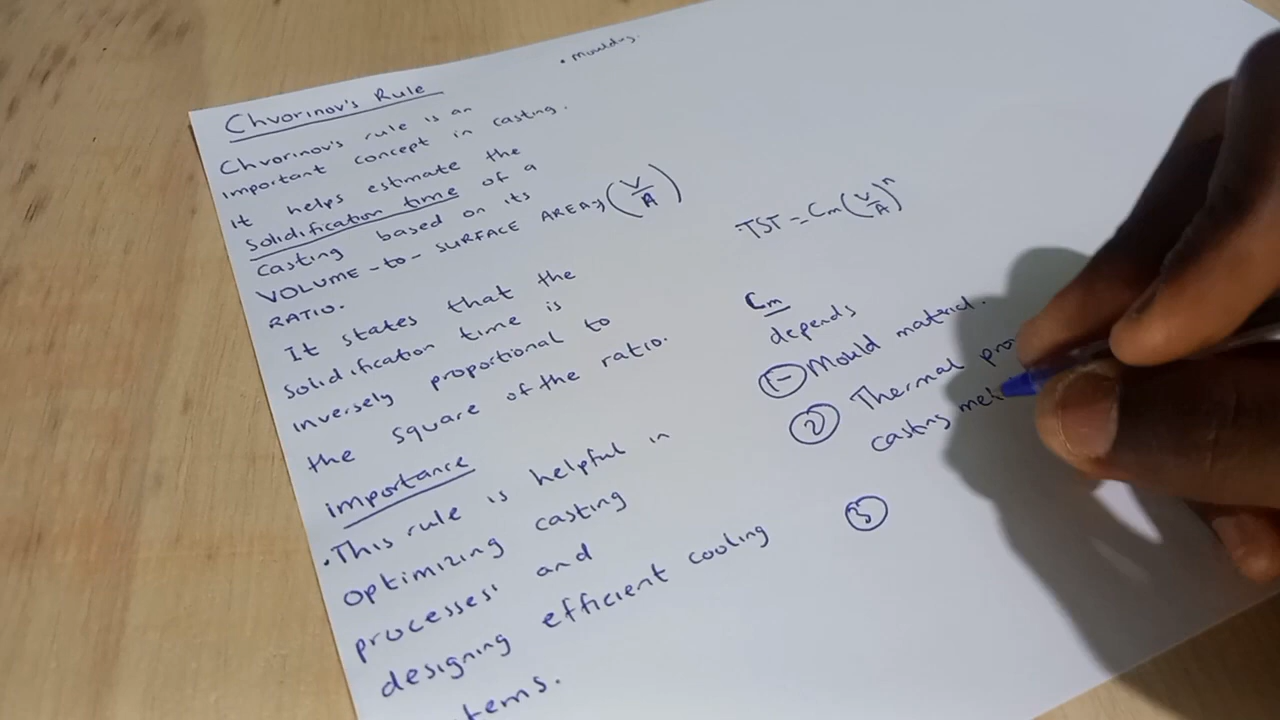 · Moulding.
Chvorinov's Rule
Chvorinov's rule is an
important concept in casting.
It helps estimate the
Solidification time of a
Casting based on its
VOLUME-to-SURFACE AREA, (V/A)
RATIO.
It states that the
Solidification time is
inversely proportional to
the square of the ratio.
importance
·This rule is helpful in
optimizing casting
processes' and
designing efficient cooling
tems.
TST = Cm(V/A)^n
Cm
depends
①- Mould material.
② Thermal pro
casting met
③